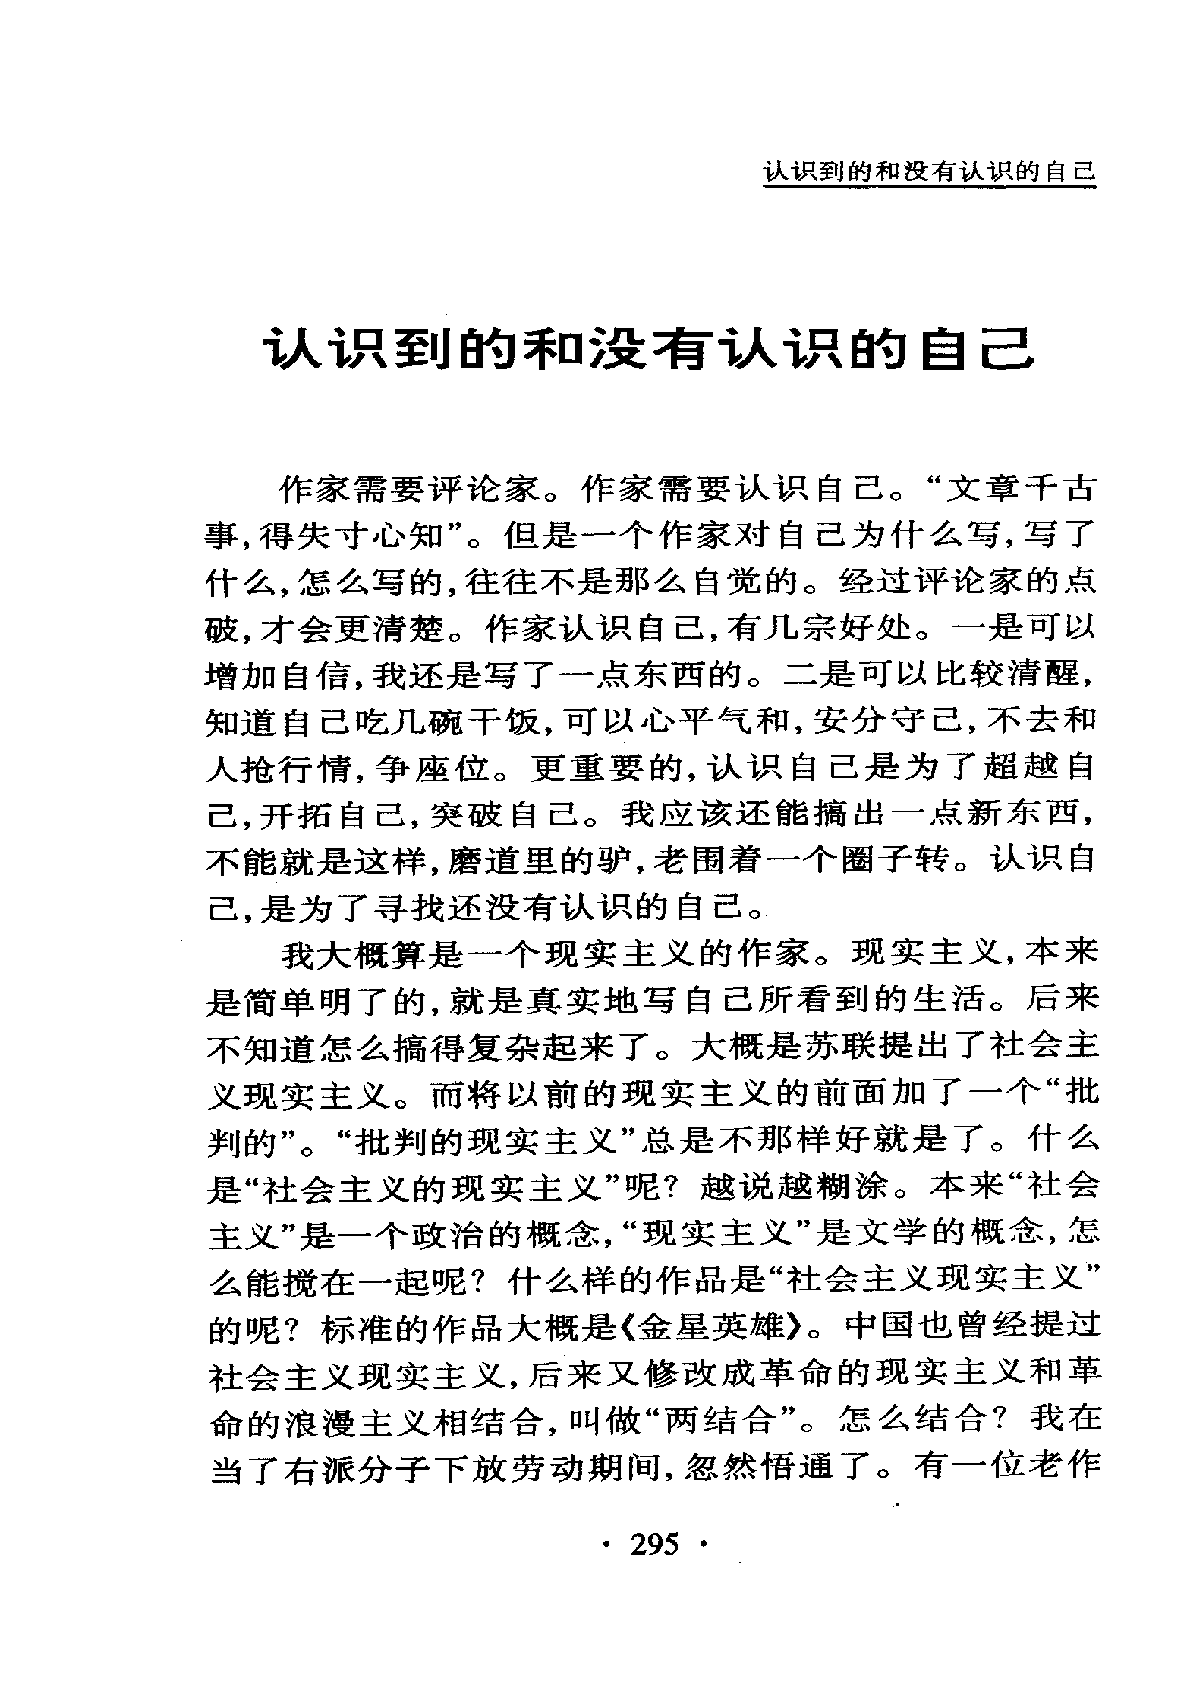 认识到的和没有认识的自己
认识到的和没有认识的自己
作家需要评论家。作家需要认识自己。“文章千古
事,得失寸心知”。但是一个作家对自己为什么写,写了
什么,怎么写的,往往不是那么自觉的。经过评论家的点
破,才会更清楚。作家认识自己,有几宗好处。一是可以
增加自信,我还是写了一点东西的。二是可以比较清醒,
知道自己吃几碗干饭,可以心平气和,安分守己,不去和
人抢行情,争座位。更重要的,认识自己是为了超越自
己,开拓自己,突破自己。我应该还能搞出一点新东西,
不能就是这样,磨道里的驴,老围着一个圈子转。认识自
己,是为了寻找还没有认识的自己。
我大概算是一个现实主义的作家。现实主义,本来
是简单明了的,就是真实地写自己所看到的生活。后来
不知道怎么搞得复杂起来了。大概是苏联提出了社会主
义现实主义。而将以前的现实主义的前面加了一个“批
判的”。“批判的现实主义”总是不那样好就是了。什么
是“社会主义的现实主义”呢？越说越糊涂。本来“社会
主义”是一个政治的概念,“现实主义”是文学的概念,怎
么能搅在一起呢？什么样的作品是“社会主义现实主义”
的呢？标准的作品大概是《金星英雄》。中国也曾经提过
社会主义现实主义,后来又修改成革命的现实主义和革
命的浪漫主义相结合,叫做“两结合”。怎么结合？我在
当了右派分子下放劳动期间,忽然悟通了。有一位老作
· 295 ·